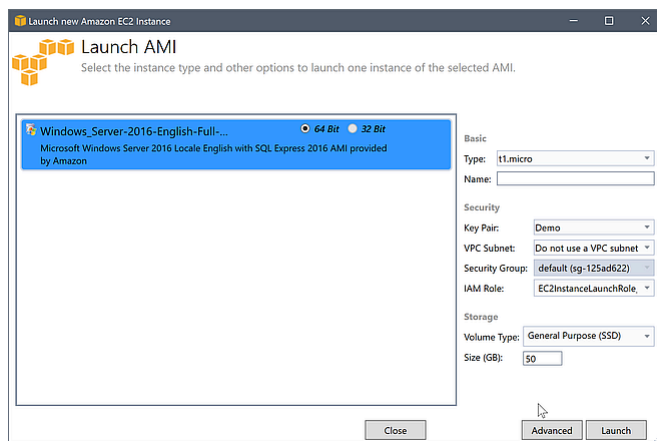 Launch new Amazon EC2 Instance
Launch AMI
Select the instance type and other options to launch one instance of the selected AMI.
Windows_Server-2016-English-Full-... 64 Bit 32 Bit
Microsoft Windows Server 2016 Locale English with SQL Express 2016 AMI provided
by Amazon
Basic
Type: t1.micro
Name:
Security
Key Pair: Demo
VPC Subnet: Do not use a VPC subnet
Security Group: default (sg-125ad622)
IAM Role: EC2InstanceLaunchRole,
Storage
Volume Type: General Purpose (SSD)
Size (GB): 50
Close Advanced Launch